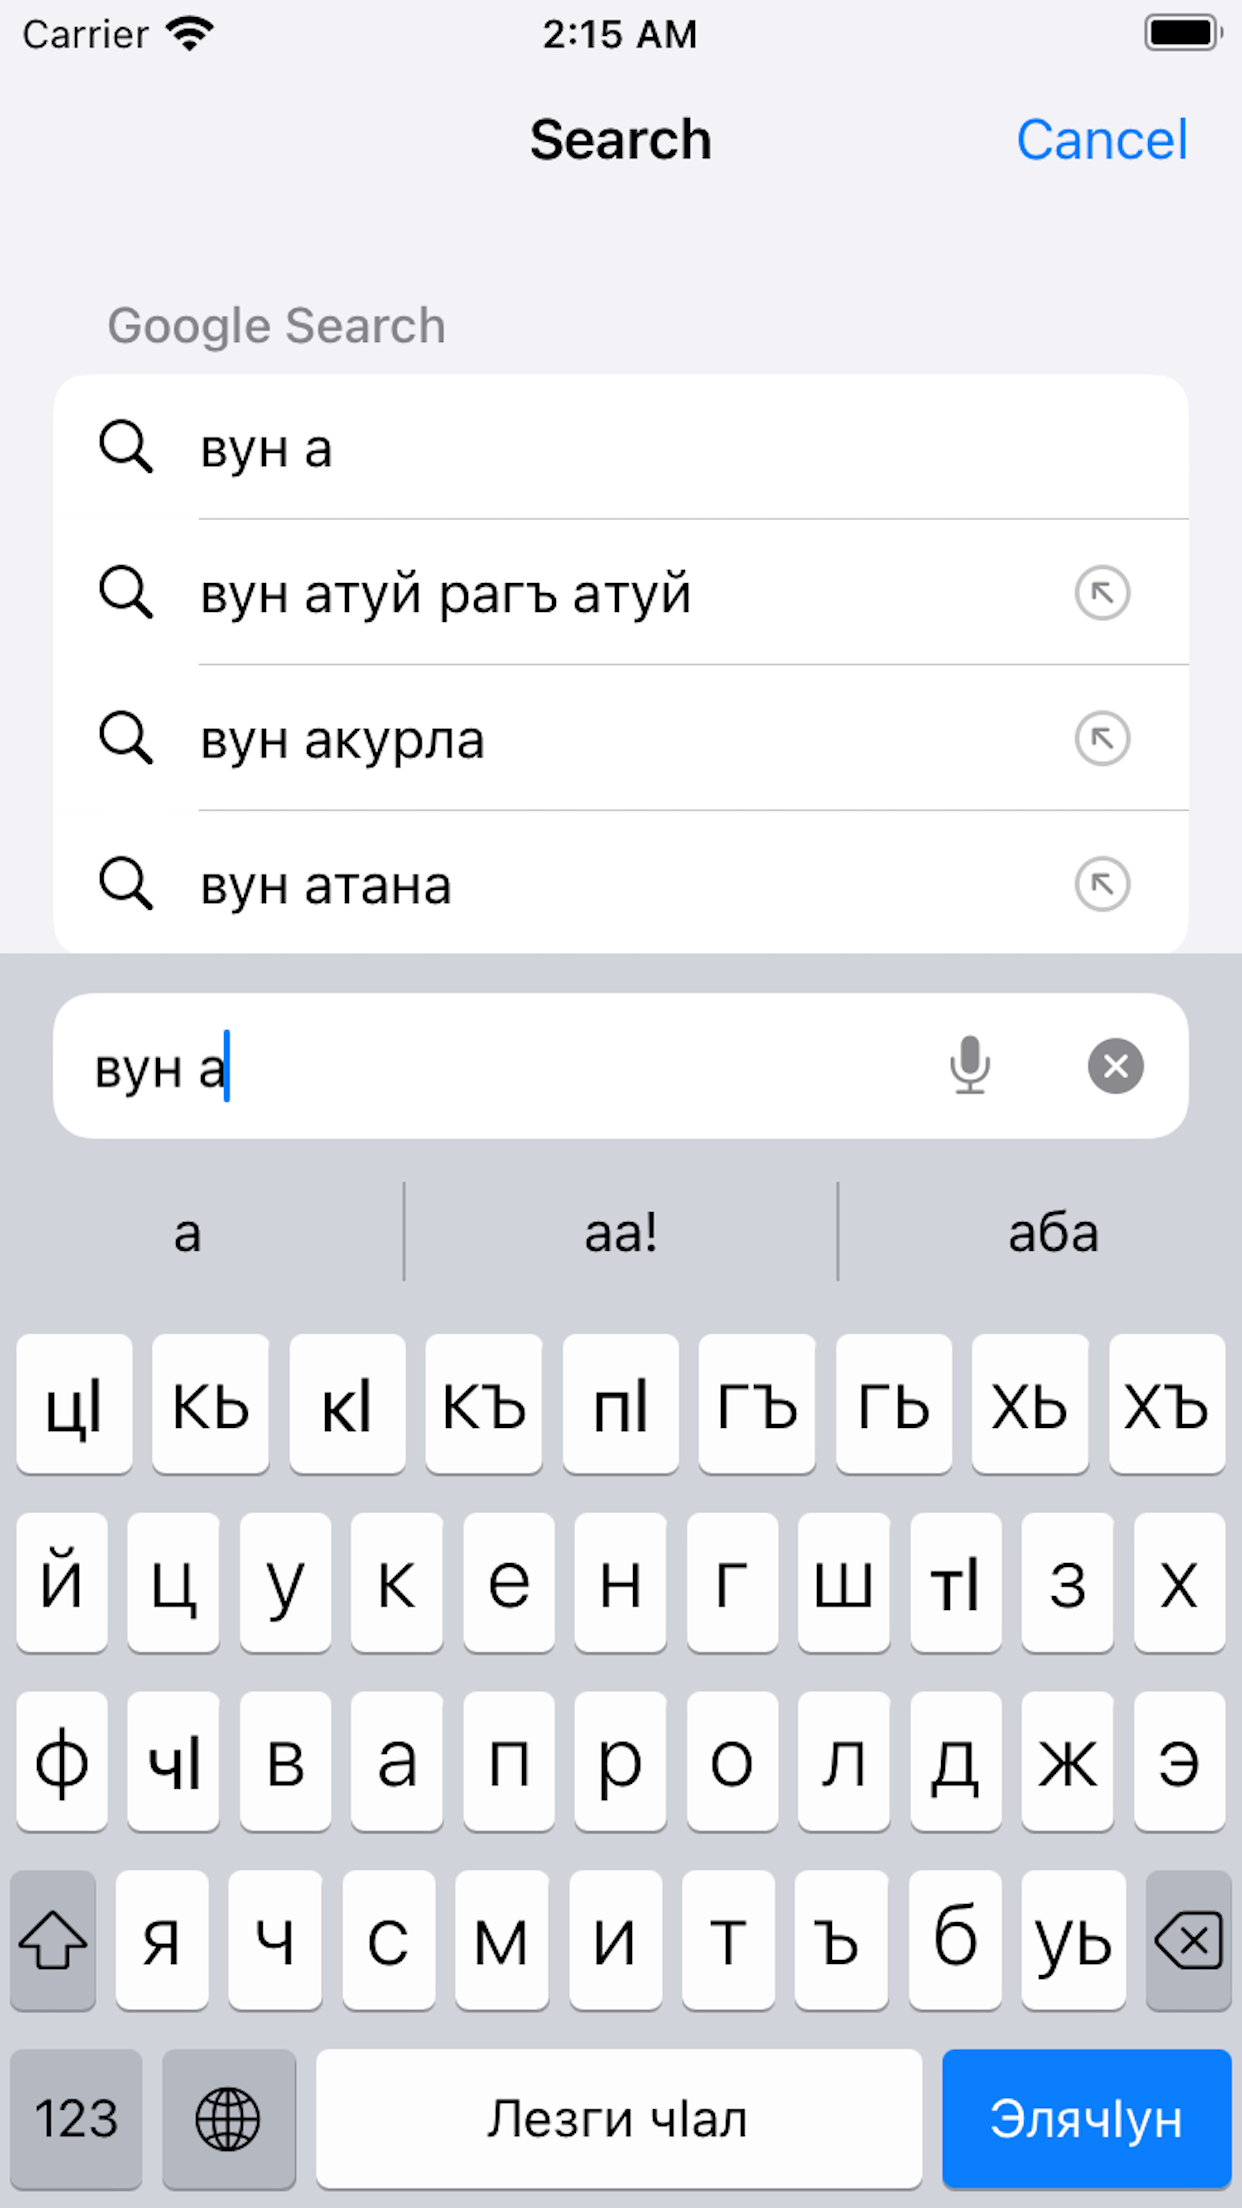 Carrier 2:15 AM
Search Cancel
Google Search
вун а
вун атуй рагъ атуй
вун акурла
вун атана
вун а
а аа! аба
цӀ КЬ кӀ КЪ пӀ ГЪ ГЬ ХЬ ХЪ
й ц у к е н г ш тӀ з х
ф чӀ в а п р о л д ж э
я ч с м и т ъ б уь
123 Лезги чӀал ЭлячӀун